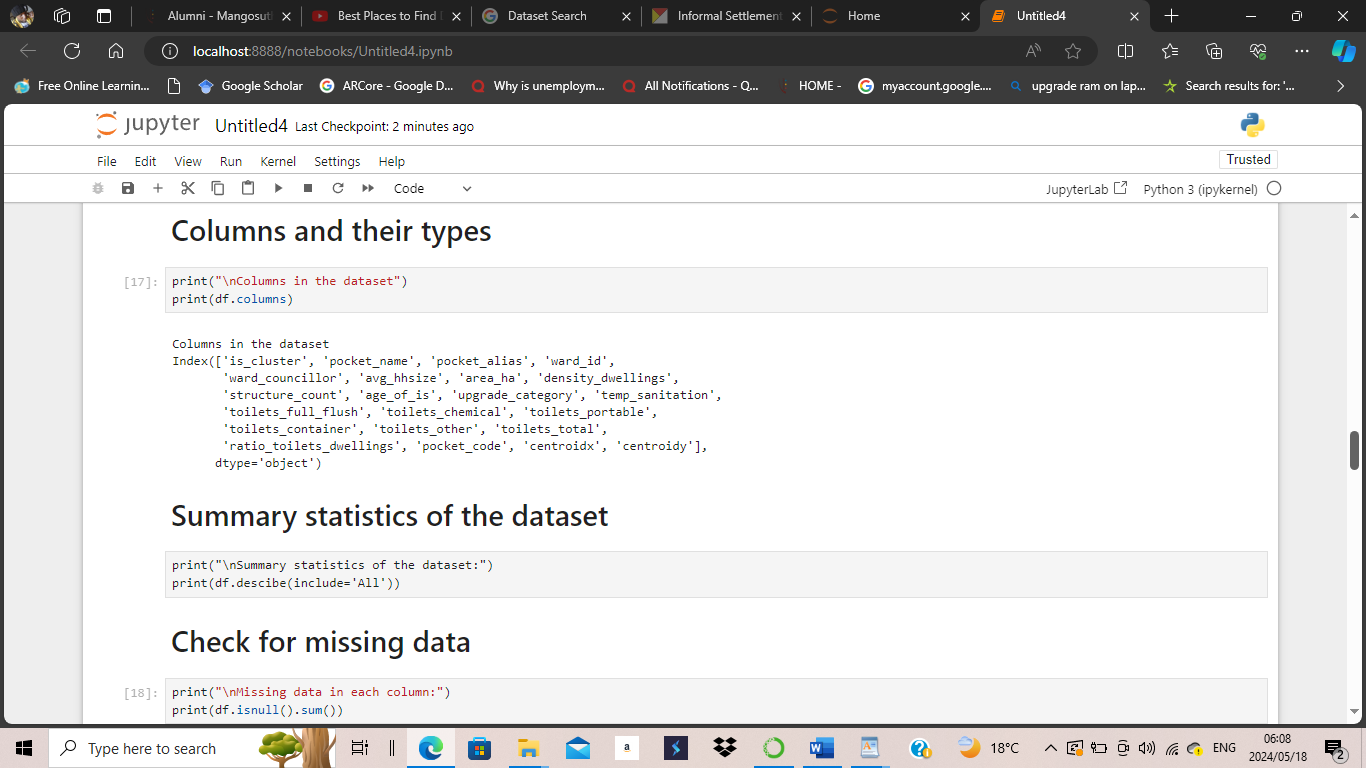 Alumni - Mangosut
Best Places to Find
Dataset Search
Informal Settlement
Home
Untitled4
localhost:8888/notebooks/Untitled4.ipynb
Free Online Learnin...
Google Scholar
ARCore - Google D...
Why is unemploym...
All Notifications - Q...
HOME -
myaccount.google....
upgrade ram on lap...
Search results for: '...
jupyter Untitled4 Last Checkpoint: 2 minutes ago
File Edit View Run Kernel Settings Help
Trusted
Code
JupyterLab
Python 3 (ipykernel)
Columns and their types
[17]:
print("\nColumns in the dataset")
print(df.columns)
Columns in the dataset
Index(['is_cluster', 'pocket_name', 'pocket_alias', 'ward_id',
'ward_councillor', 'avg_hhsize', 'area_ha', 'density_dwellings',
'structure_count', 'age_of_is', 'upgrade_category', 'temp_sanitation',
'toilets_full_flush', 'toilets_chemical', 'toilets_portable',
'toilets_container', 'toilets_other', 'toilets_total',
'ratio_toilets_dwellings', 'pocket_code', 'centroidx', 'centroidy'],
dtype='object')
Summary statistics of the dataset
print("\nSummary statistics of the dataset:")
print(df.descibe(include='All'))
Check for missing data
[18]:
print("\nMissing data in each column:")
print(df.isnull().sum())
Type here to search
a
18°C
ENG
06:08
2024/05/18
2